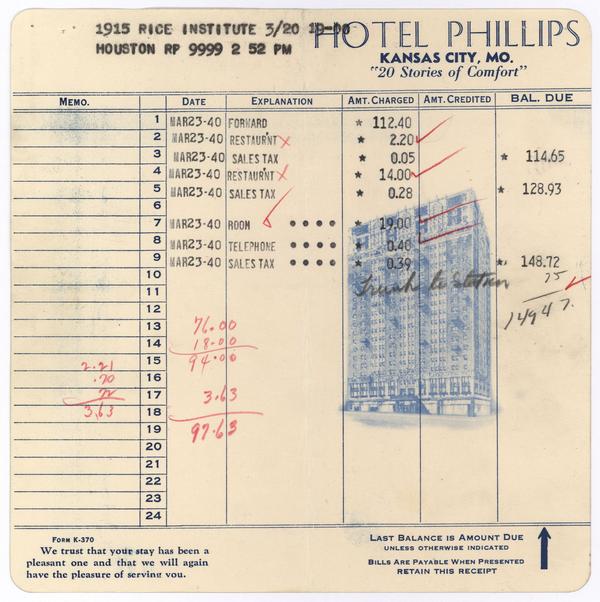 1915 RICE INSTITUTE 3/20 19-00
HOUSTON RP 9999 2 52 PM
HOTEL PHILLIPS
KANSAS CITY, MO.
"20 Stories of Comfort"
MEMO. DATE EXPLANATION AMT. CHARGED AMT. CREDITED BAL. DUE
1 MAR23-40 FORWARD * 112.40
2 MAR23-40 RESTAUR'NT * 2.20
3 MAR23-40 SALES TAX * 0.05 * 114.65
4 MAR23-40 RESTAUR'NT * 14.00
5 MAR23-40 SALES TAX * 0.28 * 128.93
6
7 MAR23-40 ROOM • • • • * 19.00
8 MAR23-40 TELEPHONE • • • • * 0.40
9 MAR23-40 SALES TAX * 0.39 * 148.72
10 Trunk to Station 75
11 149 47
12
13 76.00
14 18.00
15 2.21 94.00
16 .70
17 72 3.63
18 3.63
19 97.63
20
21
22
23
24
FORM K-370
We trust that your stay has been a
pleasant one and that we will again
have the pleasure of serving you.
LAST BALANCE IS AMOUNT DUE
UNLESS OTHERWISE INDICATED
BILLS ARE PAYABLE WHEN PRESENTED
RETAIN THIS RECEIPT